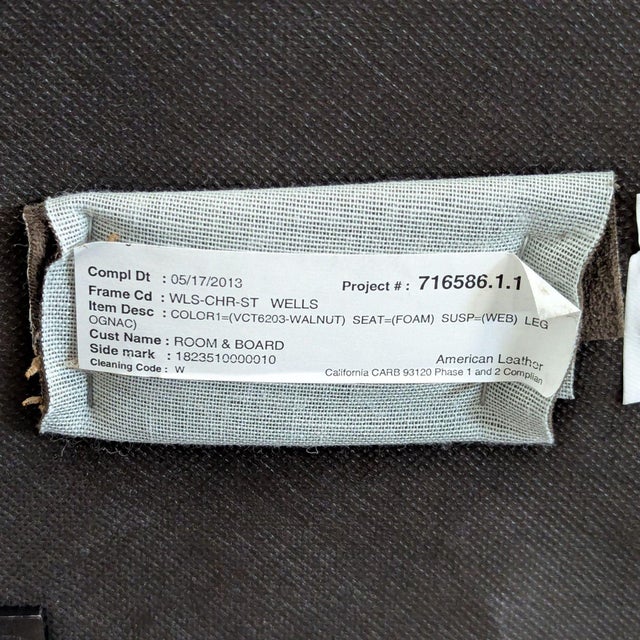 Compl Dt : 05/17/2013 Project # : 716586.1.1
Frame Cd : WLS-CHR-ST WELLS
Item Desc : COLOR1=(VCT6203-WALNUT) SEAT=(FOAM) SUSP=(WEB) LEG
OGNAC)
Cust Name : ROOM & BOARD
Side mark : 1823510000010 American Leather
Cleaning Code : W California CARB 93120 Phase 1 and 2 Complian